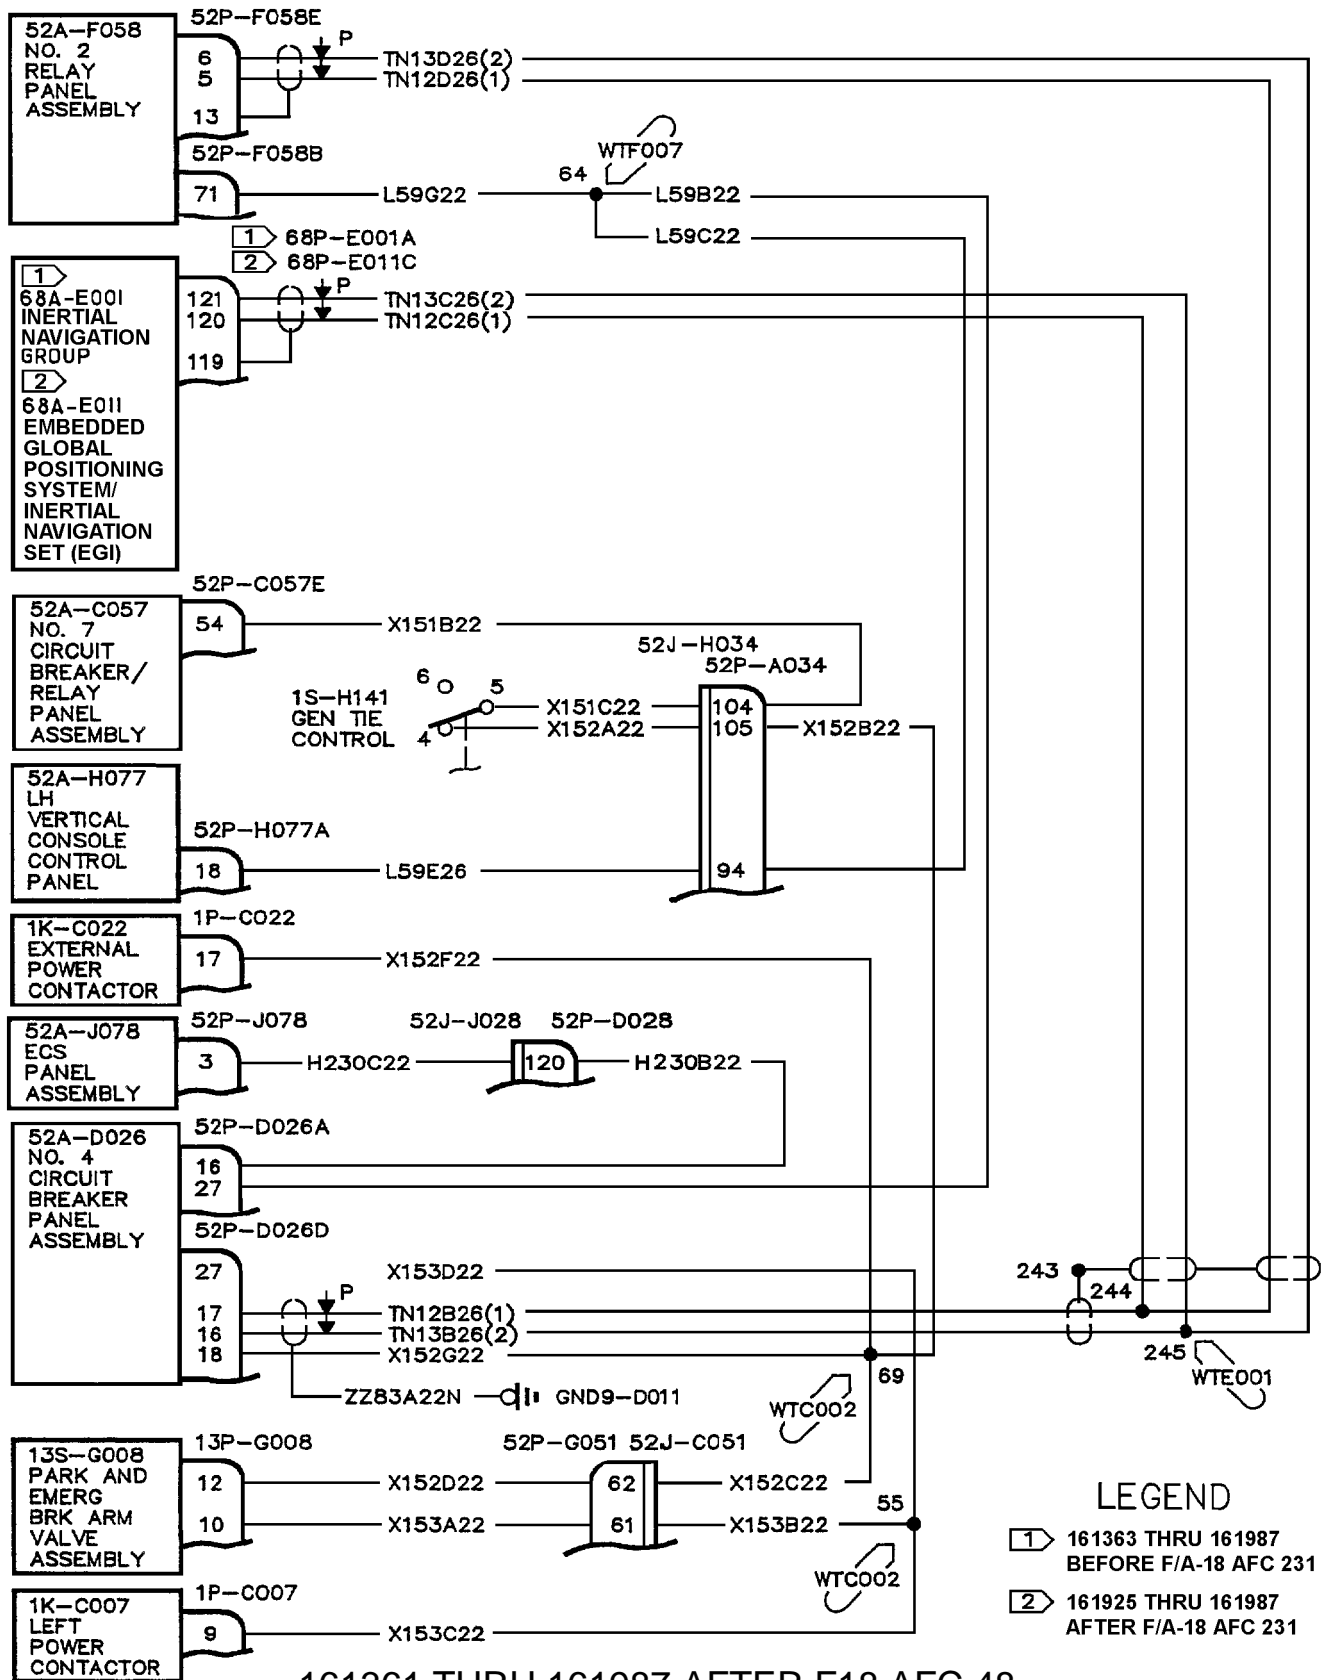 52A-F058
NO. 2
RELAY
PANEL
ASSEMBLY
52P-F058E
6
5
13
P
TN13D26(2)
TN12D26(1)
52P-F058B
71
L59G22
64
WTF007
L59B22
L59C22
1 68P-E001A
2 68P-E011C
1
68A-E001
INERTIAL
NAVIGATION
GROUP
2
68A-E011
EMBEDDED
GLOBAL
POSITIONING
SYSTEM/
INERTIAL
NAVIGATION
SET (EGI)
121
120
119
P
TN13C26(2)
TN12C26(1)
52A-C057
NO. 7
CIRCUIT
BREAKER/
RELAY
PANEL
ASSEMBLY
52P-C057E
54
X151B22
52J-H034
52P-A034
1S-H141
GEN TIE
CONTROL
6
5
4
X151C22
X152A22
104
105
X152B22
52A-H077
LH
VERTICAL
CONSOLE
CONTROL
PANEL
52P-H077A
18
L59E26
94
1K-C022
EXTERNAL
POWER
CONTACTOR
1P-C022
17
X152F22
52A-J078
ECS
PANEL
ASSEMBLY
52P-J078
3
H230C22
52J-J028 52P-D028
120
H230B22
52A-D026
NO. 4
CIRCUIT
BREAKER
PANEL
ASSEMBLY
52P-D026A
16
27
52P-D026D
27
17
16
18
P
X153D22
TN12B26(1)
TN13B26(2)
X152G22
ZZ83A22N
GND9-D011
243
244
245
WTE001
69
WTC002
13S-G008
PARK AND
EMERG
BRK ARM
VALVE
ASSEMBLY
13P-G008
12
10
X152D22
X153A22
52P-G051 52J-C051
62
61
X152C22
X153B22
55
WTC002
1K-C007
LEFT
POWER
CONTACTOR
1P-C007
9
X153C22
LEGEND
1 161363 THRU 161987
BEFORE F/A-18 AFC 231
2 161925 THRU 161987
AFTER F/A-18 AFC 231
161361 THRU 161987 AFTER F18 AFC 48